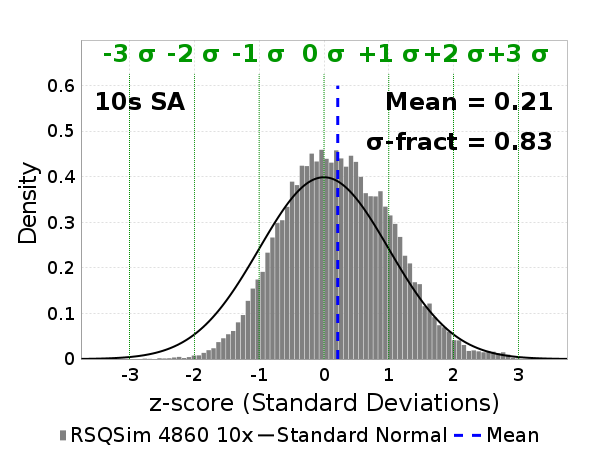 -3 σ -2 σ -1 σ 0 σ +1 σ +2 σ +3 σ
0.6
10s SA
Mean = 0.21
0.5
σ-fract = 0.83
0.4
0.3
0.2
0.1
0
Density
-3 -2 -1 0 1 2 3
z-score (Standard Deviations)
RSQSim 4860 10x Standard Normal Mean